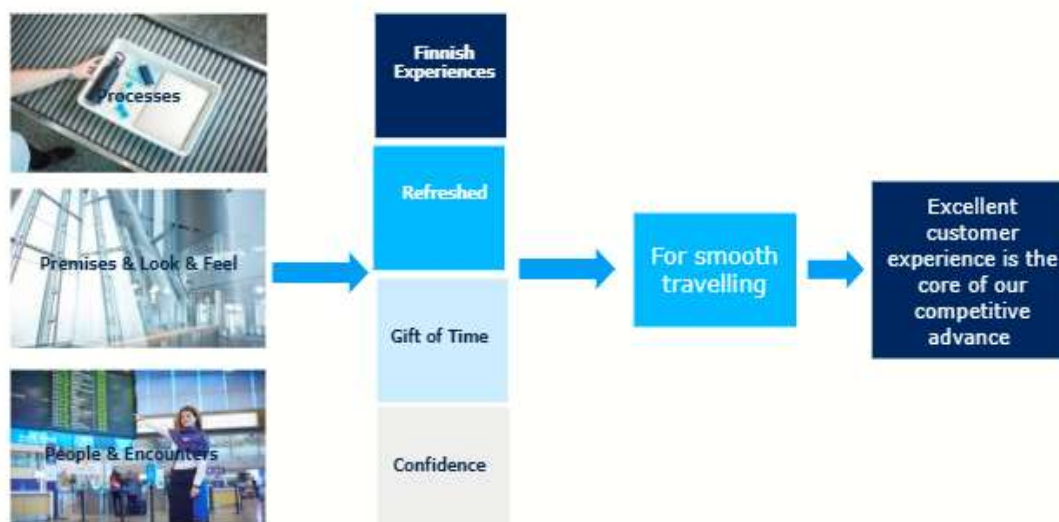 Processes
Premises & Look & Feel
People & Encounters
Finnish
Experiences
Refreshed
Gift of Time
Confidence
For smooth
travelling
Excellent
customer
experience is the
core of our
competitive
advance